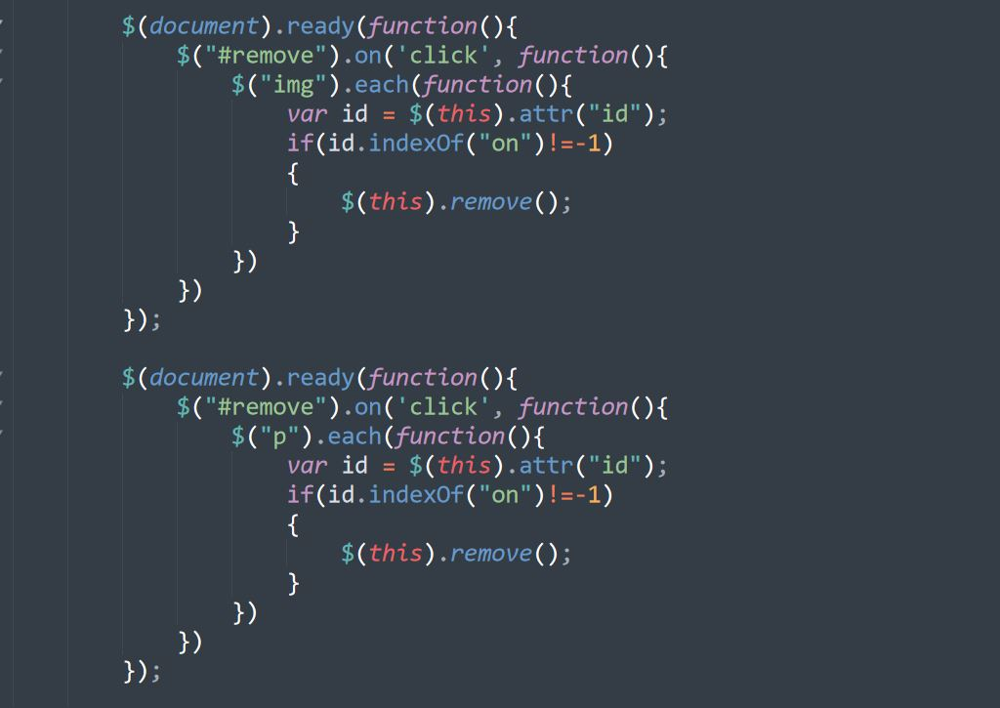 $(document).ready(function(){
    $("#remove").on('click', function(){
        $("img").each(function(){
            var id = $(this).attr("id");
            if(id.indexOf("on")!=-1)
            {
                $(this).remove();
            }
        })
    })
});

$(document).ready(function(){
    $("#remove").on('click', function(){
        $("p").each(function(){
            var id = $(this).attr("id");
            if(id.indexOf("on")!=-1)
            {
                $(this).remove();
            }
        })
    })
});